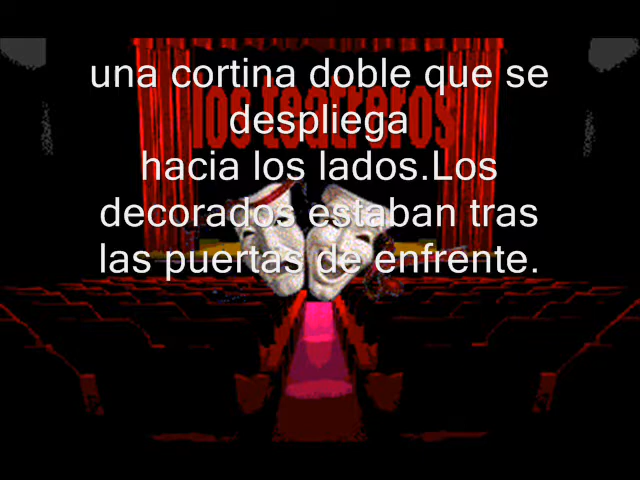 una cortina doble que se
los teatreros
despliega
hacia los lados.Los
decorados estaban tras
las puertas de enfrente.